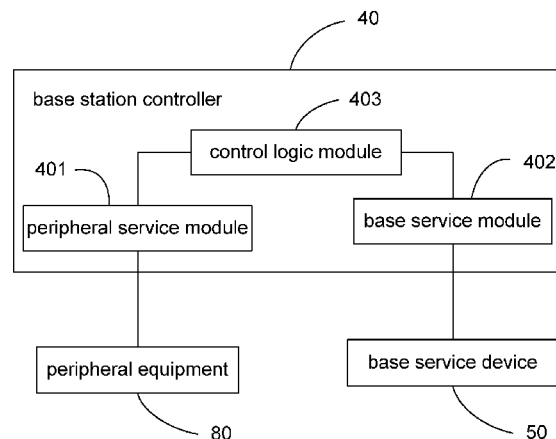 40
base station controller
403
control logic module
401
402
peripheral service module
base service module
peripheral equipment
base service device
80
50